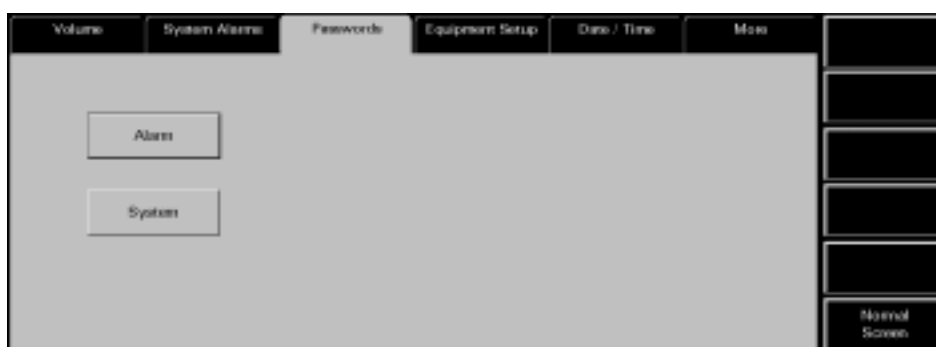 Volume System Alarms Passwords Equipment Setup Date / Time More
Alarm
System
Normal
Screen